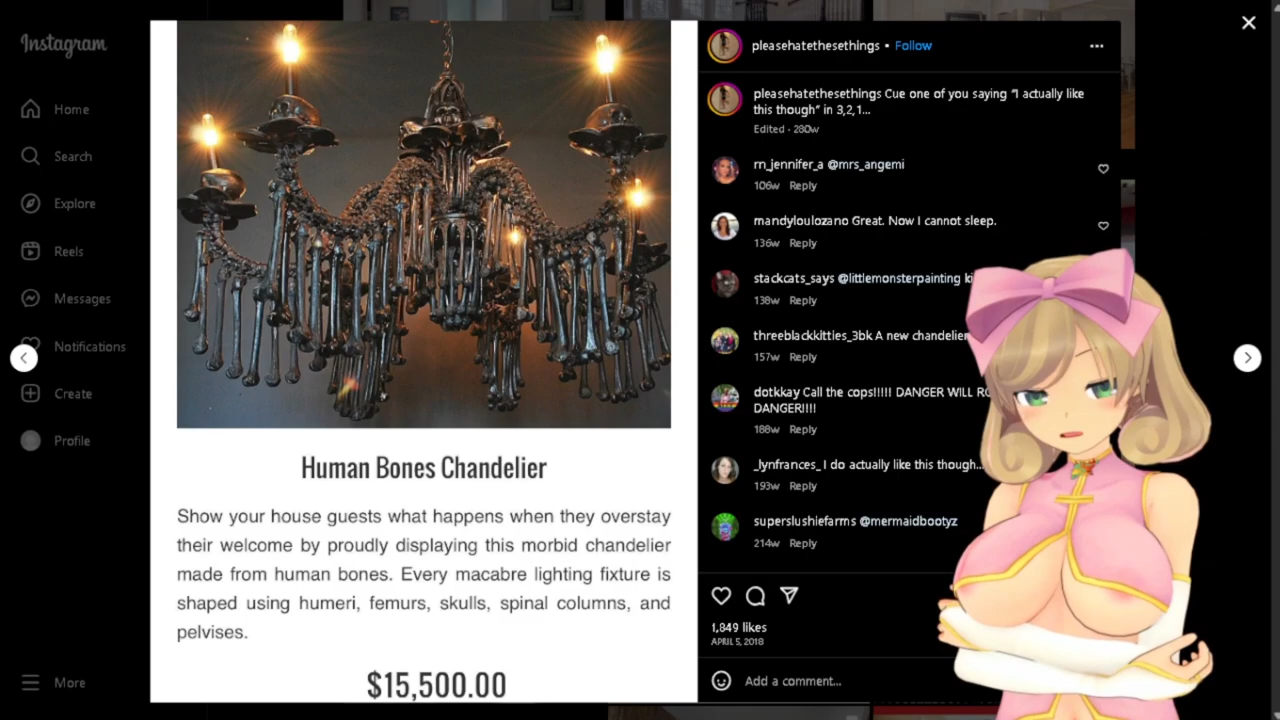 Instagram
Home
Search
Explore
Reels
Messages
Notifications
Create
Profile
More
Human Bones Chandelier
Show your house guests what happens when they overstay
their welcome by proudly displaying this morbid chandelier
made from human bones. Every macabre lighting fixture is
shaped using humeri, femurs, skulls, spinal columns, and
pelvises.
$15,500.00
pleasehatethesethings • Follow
pleasehatethesethings Cue one of you saying “I actually like
this though” in 3,2,1...
Edited · 280w
rn_jennifer_a @mrs_angemi
106w Reply
mandyloulozano Great. Now I cannot sleep.
136w Reply
stackcats_says @littlemonsterpainting
138w Reply
threeblackkitties_3bk A new chandelier
157w Reply
dotkkay Call the cops!!!!! DANGER WILL
DANGER!!!!
188w Reply
_lynfrances_ I do actually like this though...
193w Reply
superslushiefarms @mermaidbootyz
214w Reply
1,849 likes
APRIL 5, 2018
Add a comment...